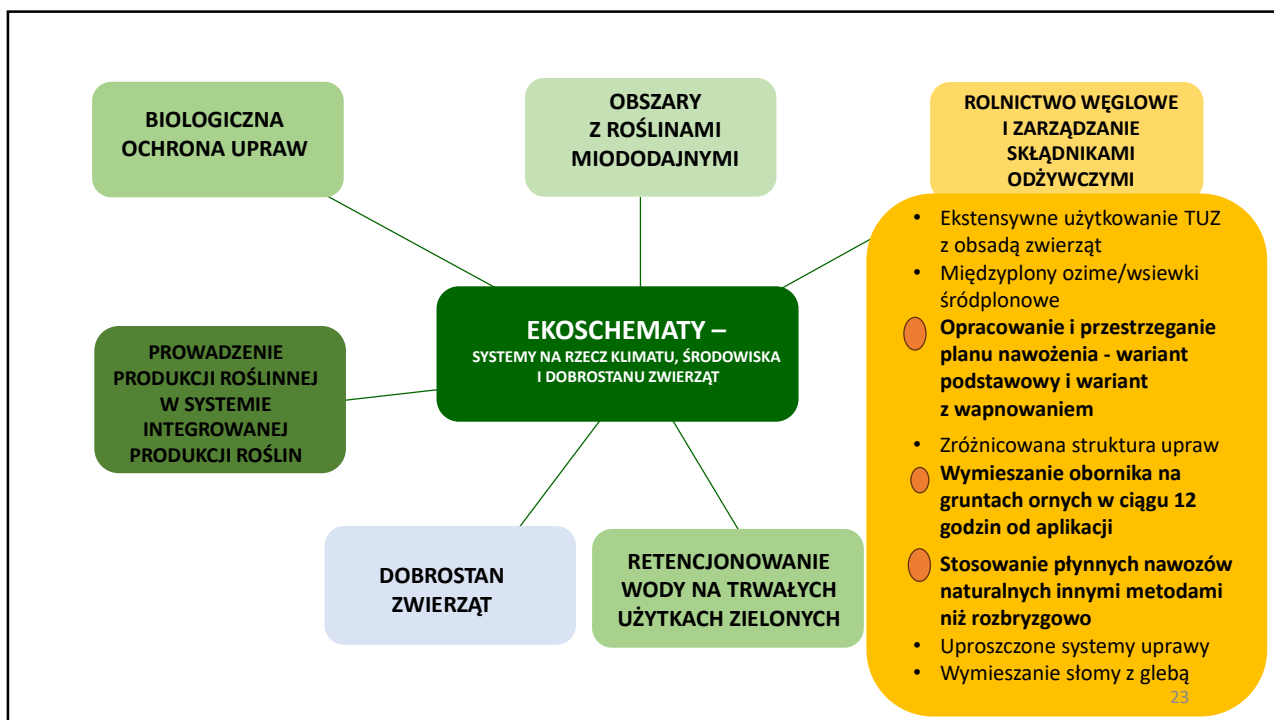 BIOLOGICZNA
OCHRONA UPRAW
OBSZARY
Z ROŚLINAMI
MIODODAJNYMI
ROLNICTWO WĘGLOWE
I ZARZĄDZANIE
SKŁĄDNIKAMI
ODŻYWCZYMI
EKOSCHEMATY –
SYSTEMY NA RZECZ KLIMATU, ŚRODOWISKA
I DOBROSTANU ZWIERZĄT
PROWADZENIE
PRODUKCJI ROŚLINNEJ
W SYSTEMIE
INTEGROWANEJ
PRODUKCJI ROŚLIN
DOBROSTAN
ZWIERZĄT
RETENCJONOWANIE
WODY NA TRWAŁYCH
UŻYTKACH ZIELONYCH
• Ekstensywne użytkowanie TUZ
z obsadą zwierząt
• Międzyplony ozime/wsiewki
śródplonowe
Opracowanie i przestrzeganie
planu nawożenia - wariant
podstawowy i wariant
z wapnowaniem
• Zróżnicowana struktura upraw
Wymieszanie obornika na
gruntach ornych w ciągu 12
godzin od aplikacji
Stosowanie płynnych nawozów
naturalnych innymi metodami
niż rozbryzgowo
• Uproszczone systemy uprawy
• Wymieszanie słomy z glebą
23